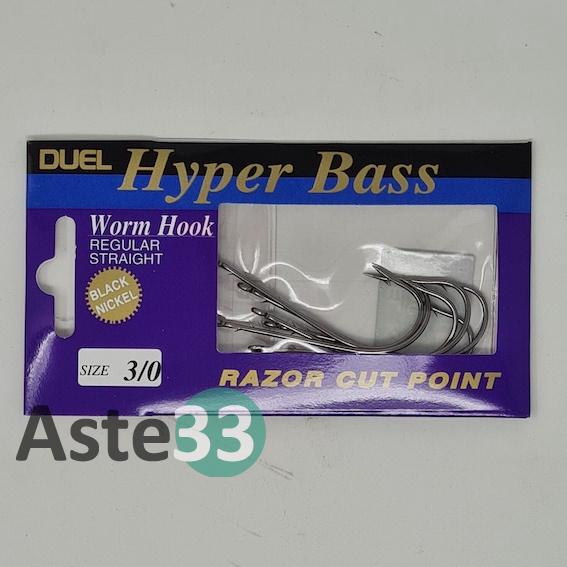 DUEL Hyper Bass
Worm Hook
REGULAR
STRAIGHT
BLACK
NICKEL
SIZE 3/0
RAZOR CUT POINT
Aste33